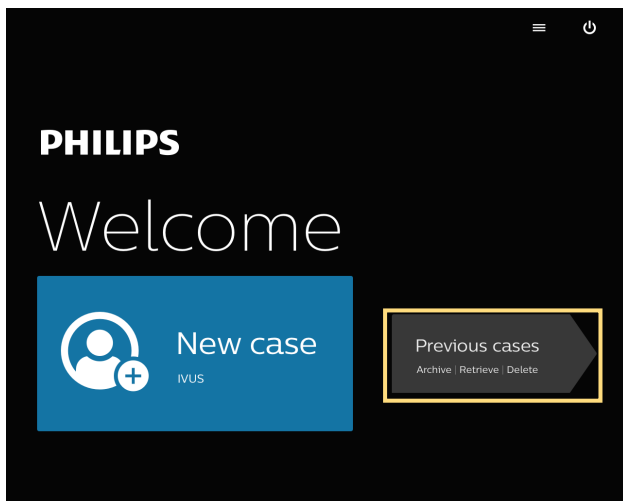 PHILIPS
Welcome
New case
IVUS
Previous cases
Archive | Retrieve | Delete